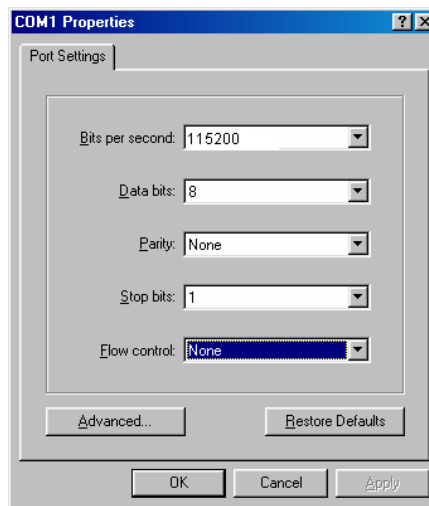 COM1 Properties
Port Settings
Bits per second: 115200
Data bits: 8
Parity: None
Stop bits: 1
Flow control: None
Advanced... Restore Defaults
OK Cancel Apply